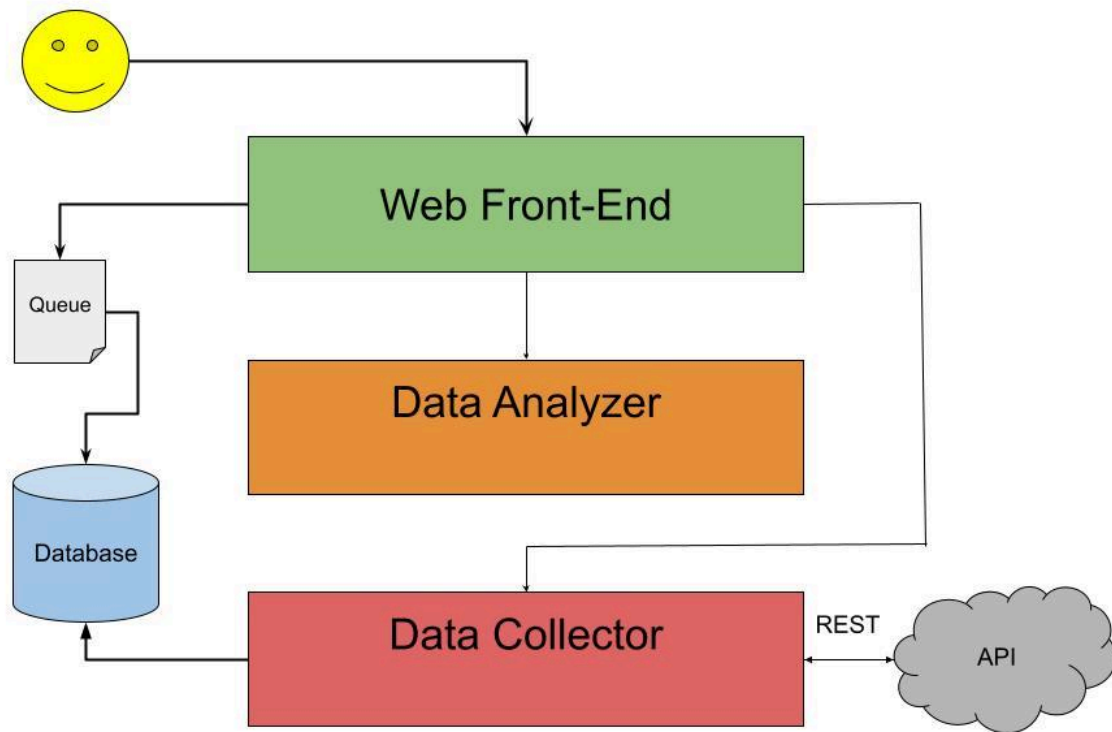 Web Front-End
Queue
Data Analyzer
Database
Data Collector
REST
API